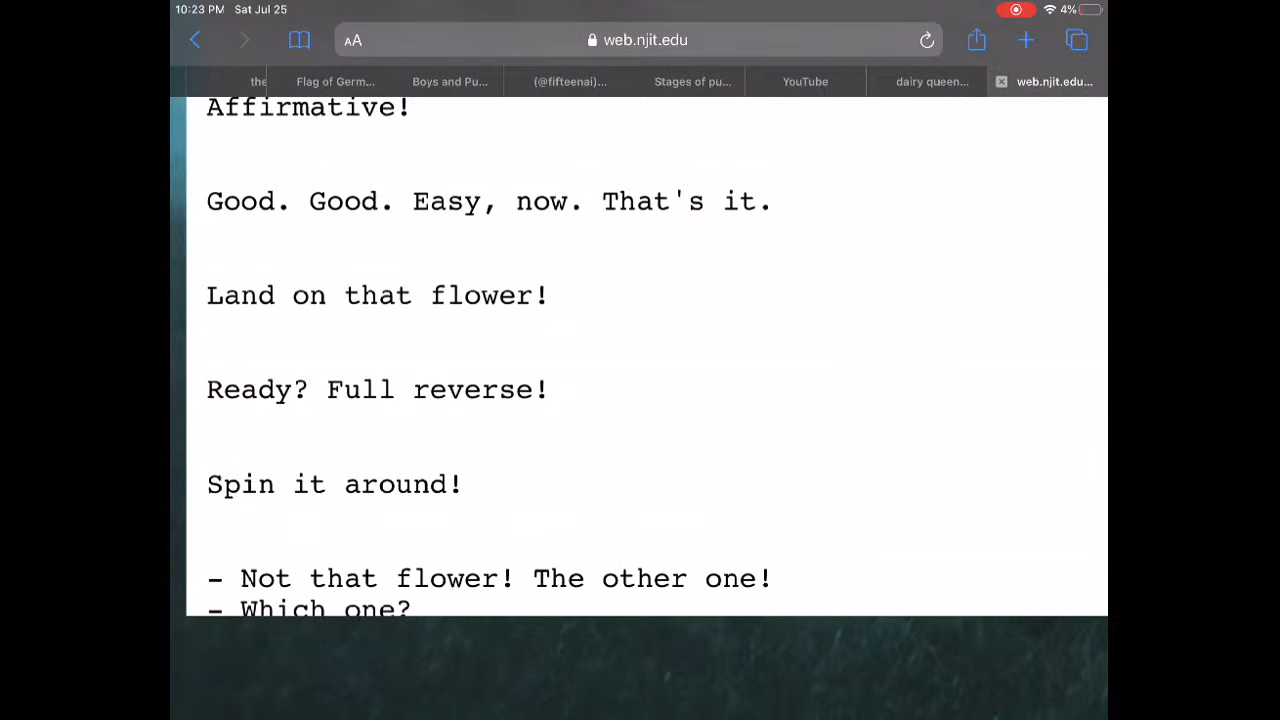 10:23 PM Sat Jul 25
4%
AA
web.njit.edu
the
Flag of Germ...
Boys and Pu...
(@fifteenai)...
Stages of pu...
YouTube
dairy queen...
web.njit.edu...
Affirmative!
Good. Good. Easy, now. That's it.
Land on that flower!
Ready? Full reverse!
Spin it around!
- Not that flower! The other one!
- Which one?